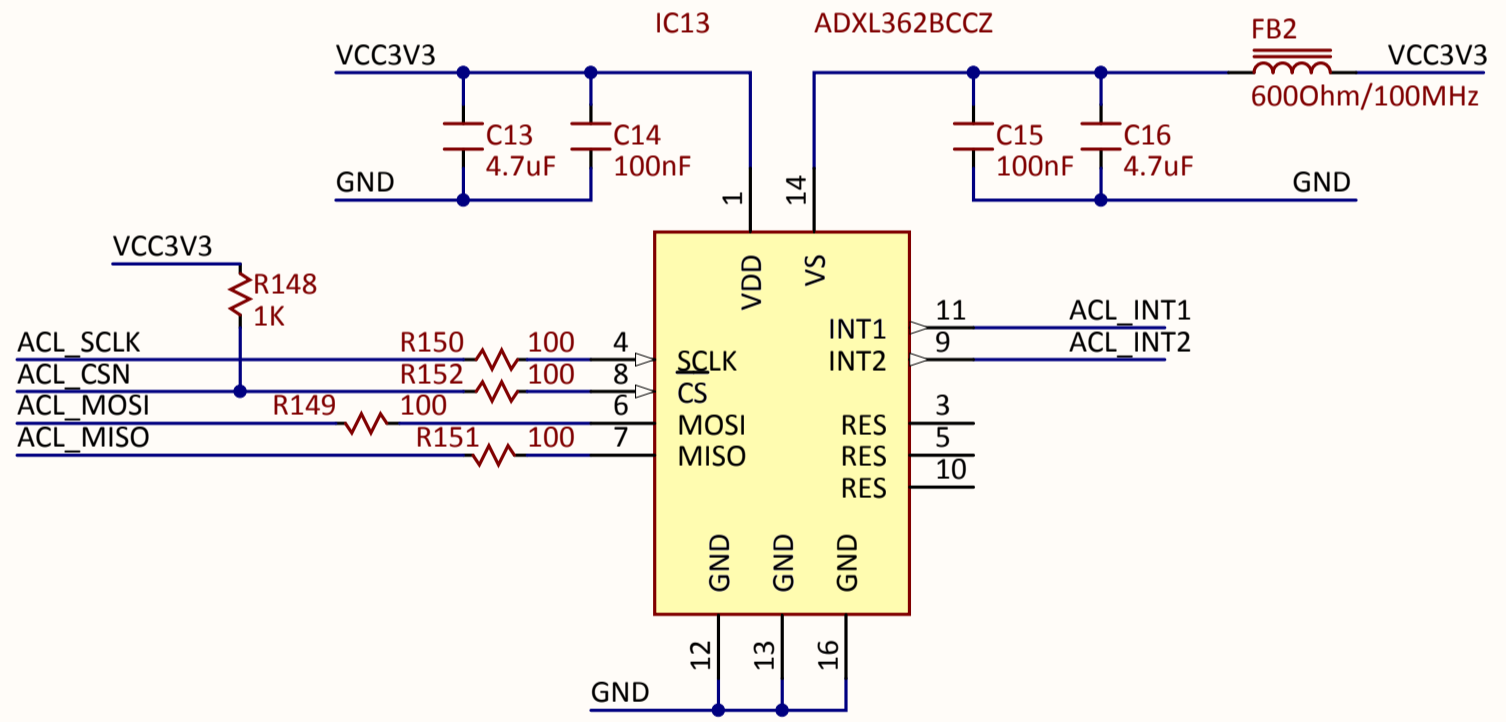 IC13 ADXL362BCCZ
FB2
VCC3V3 VCC3V3
600Ohm/100MHz
C13 C14 C15 C16
4.7uF 100nF 100nF 4.7uF
GND GND
1 14
VCC3V3
R148
1K
VDD VS
ACL_SCLK R150 100 4 SCLK
ACL_CSN R152 100 8 CS
ACL_MOSI R149 100 6 MOSI
ACL_MISO R151 100 7 MISO
INT1 11 ACL_INT1
INT2 9 ACL_INT2
RES 3
RES 5
RES 10
GND GND GND
12 13 16
GND